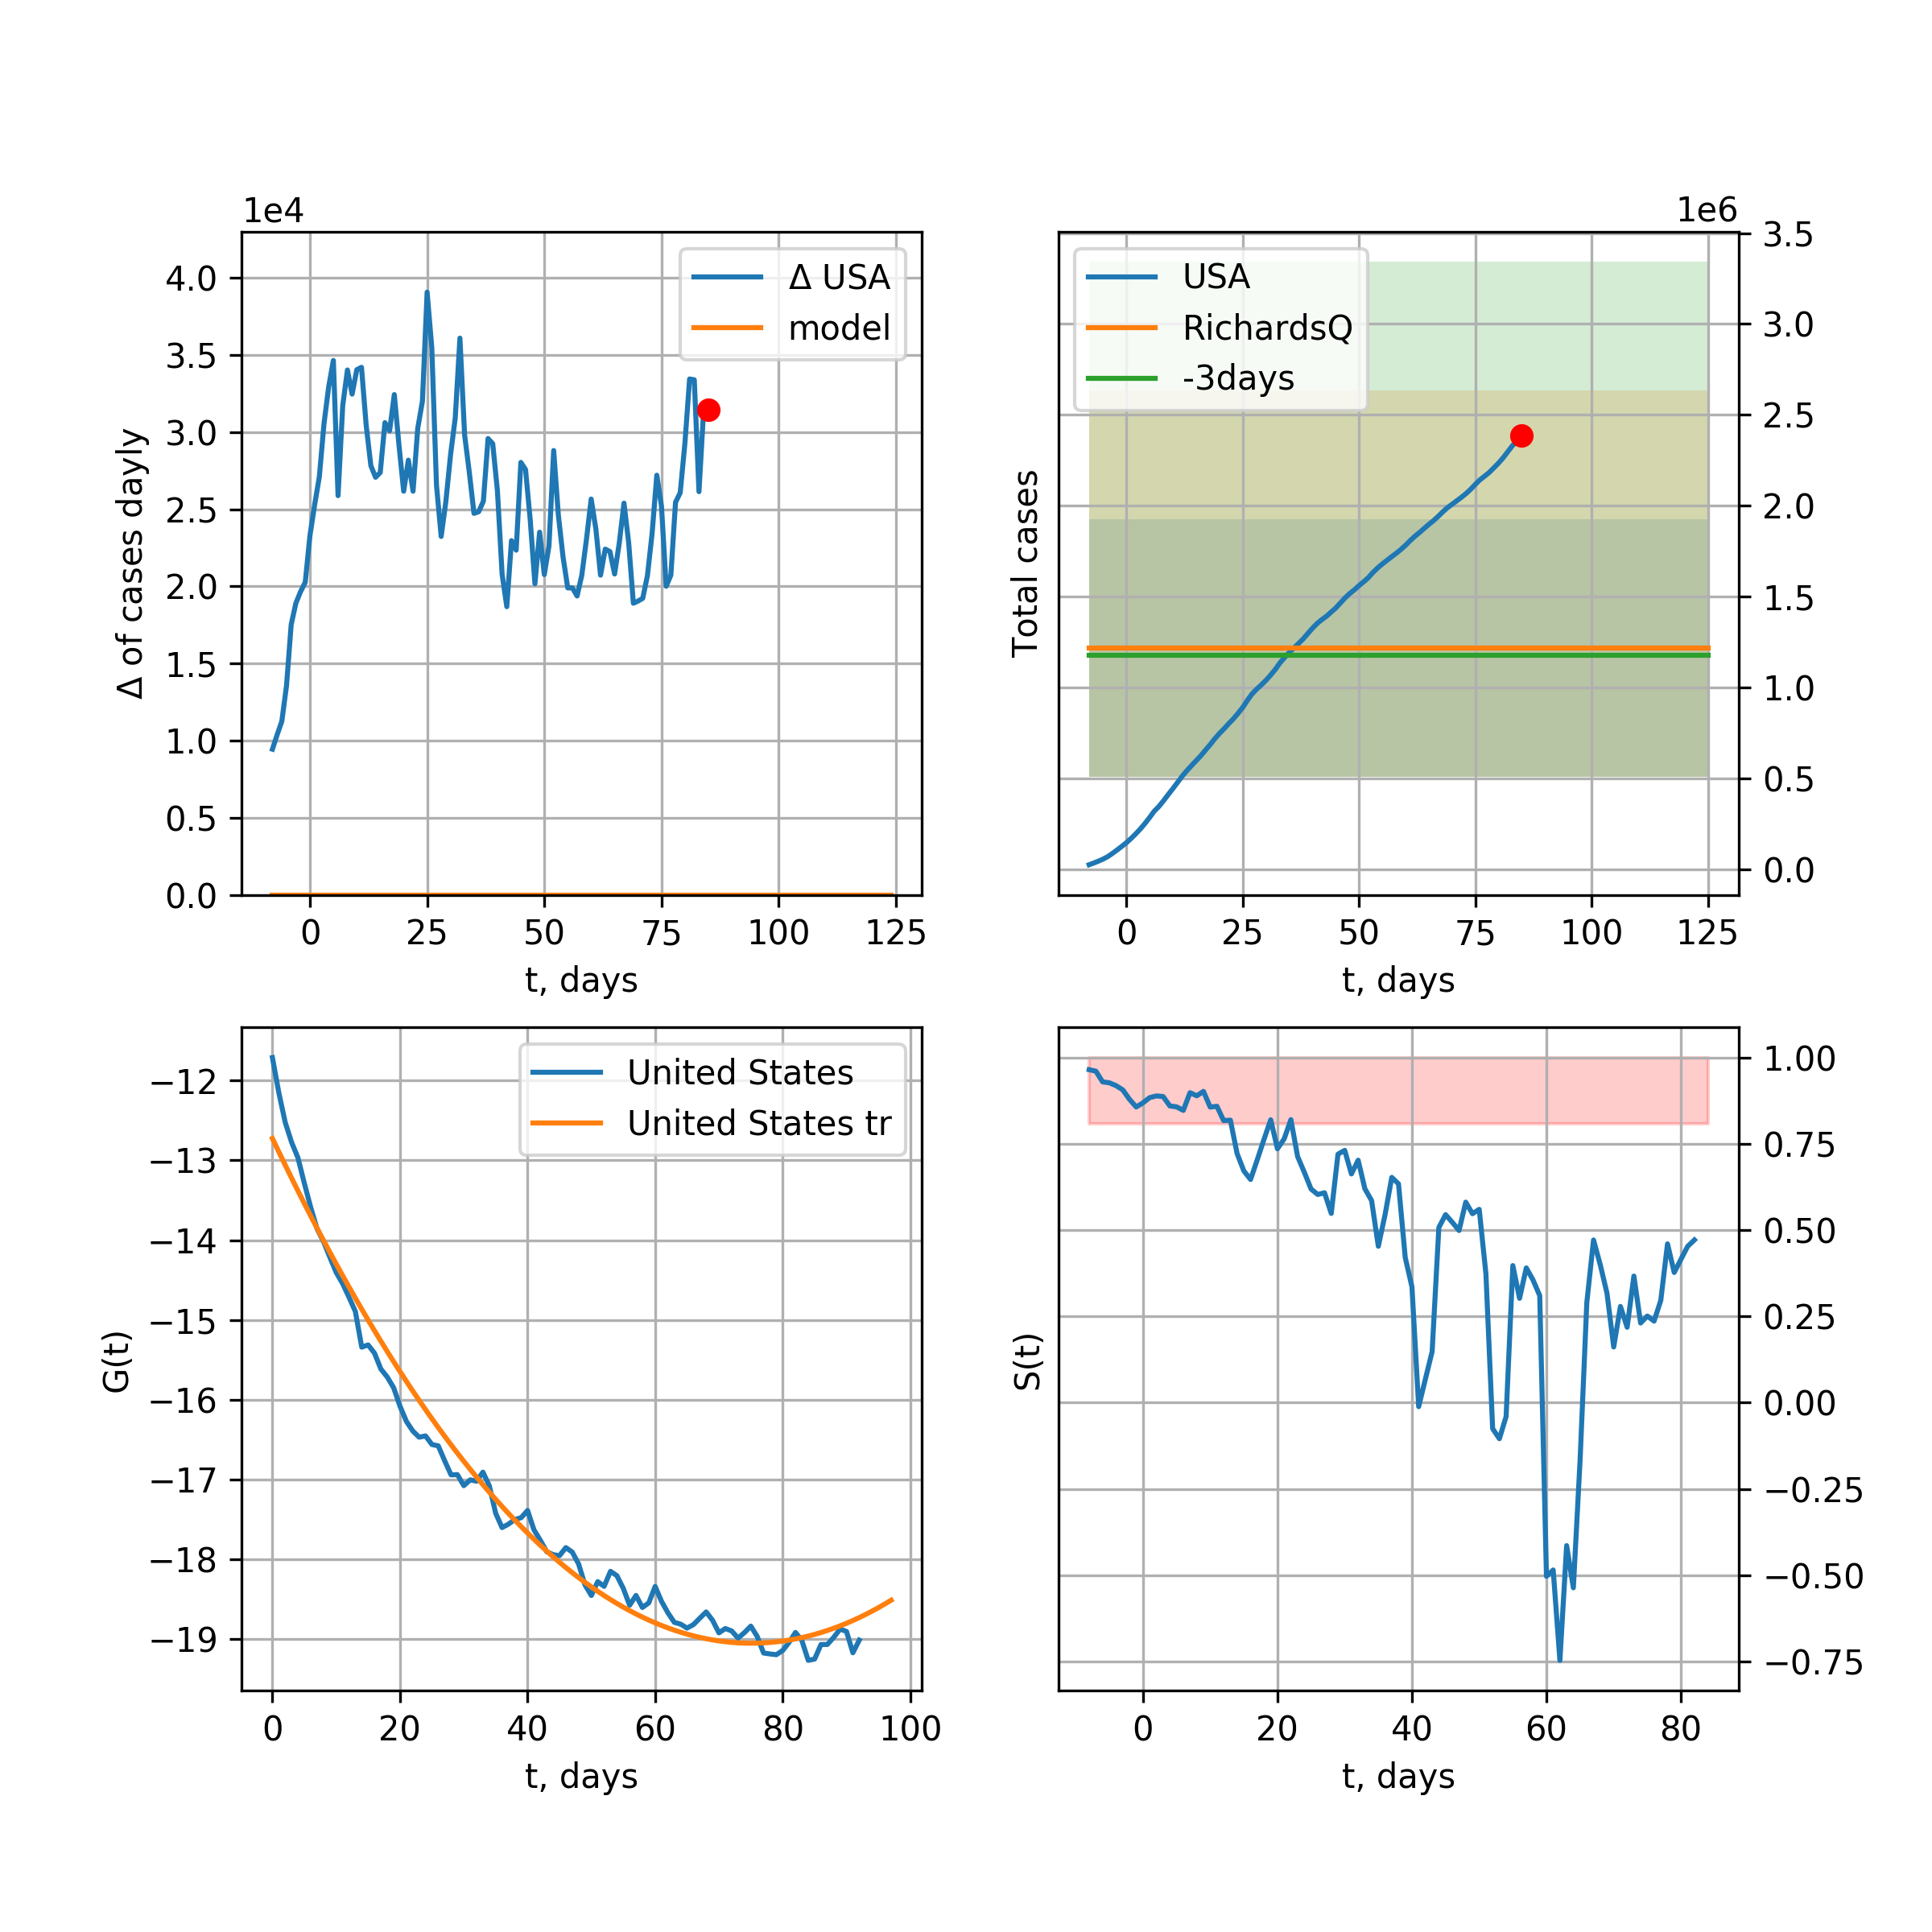 1e4
4.0
3.5
3.0
2.5
2.0
1.5
1.0
0.5
0.0
Δ of cases dayly
Δ USA
model
0 25 50 75 100 125
t, days
1e6
3.5
3.0
2.5
2.0
1.5
1.0
0.5
0.0
Total cases
USA
RichardsQ
-3days
0 25 50 75 100 125
t, days
−12
−13
−14
−15
−16
−17
−18
−19
G(t)
United States
United States tr
0 20 40 60 80 100
t, days
1.00
0.75
0.50
0.25
0.00
−0.25
−0.50
−0.75
S(t)
0 20 40 60 80
t, days